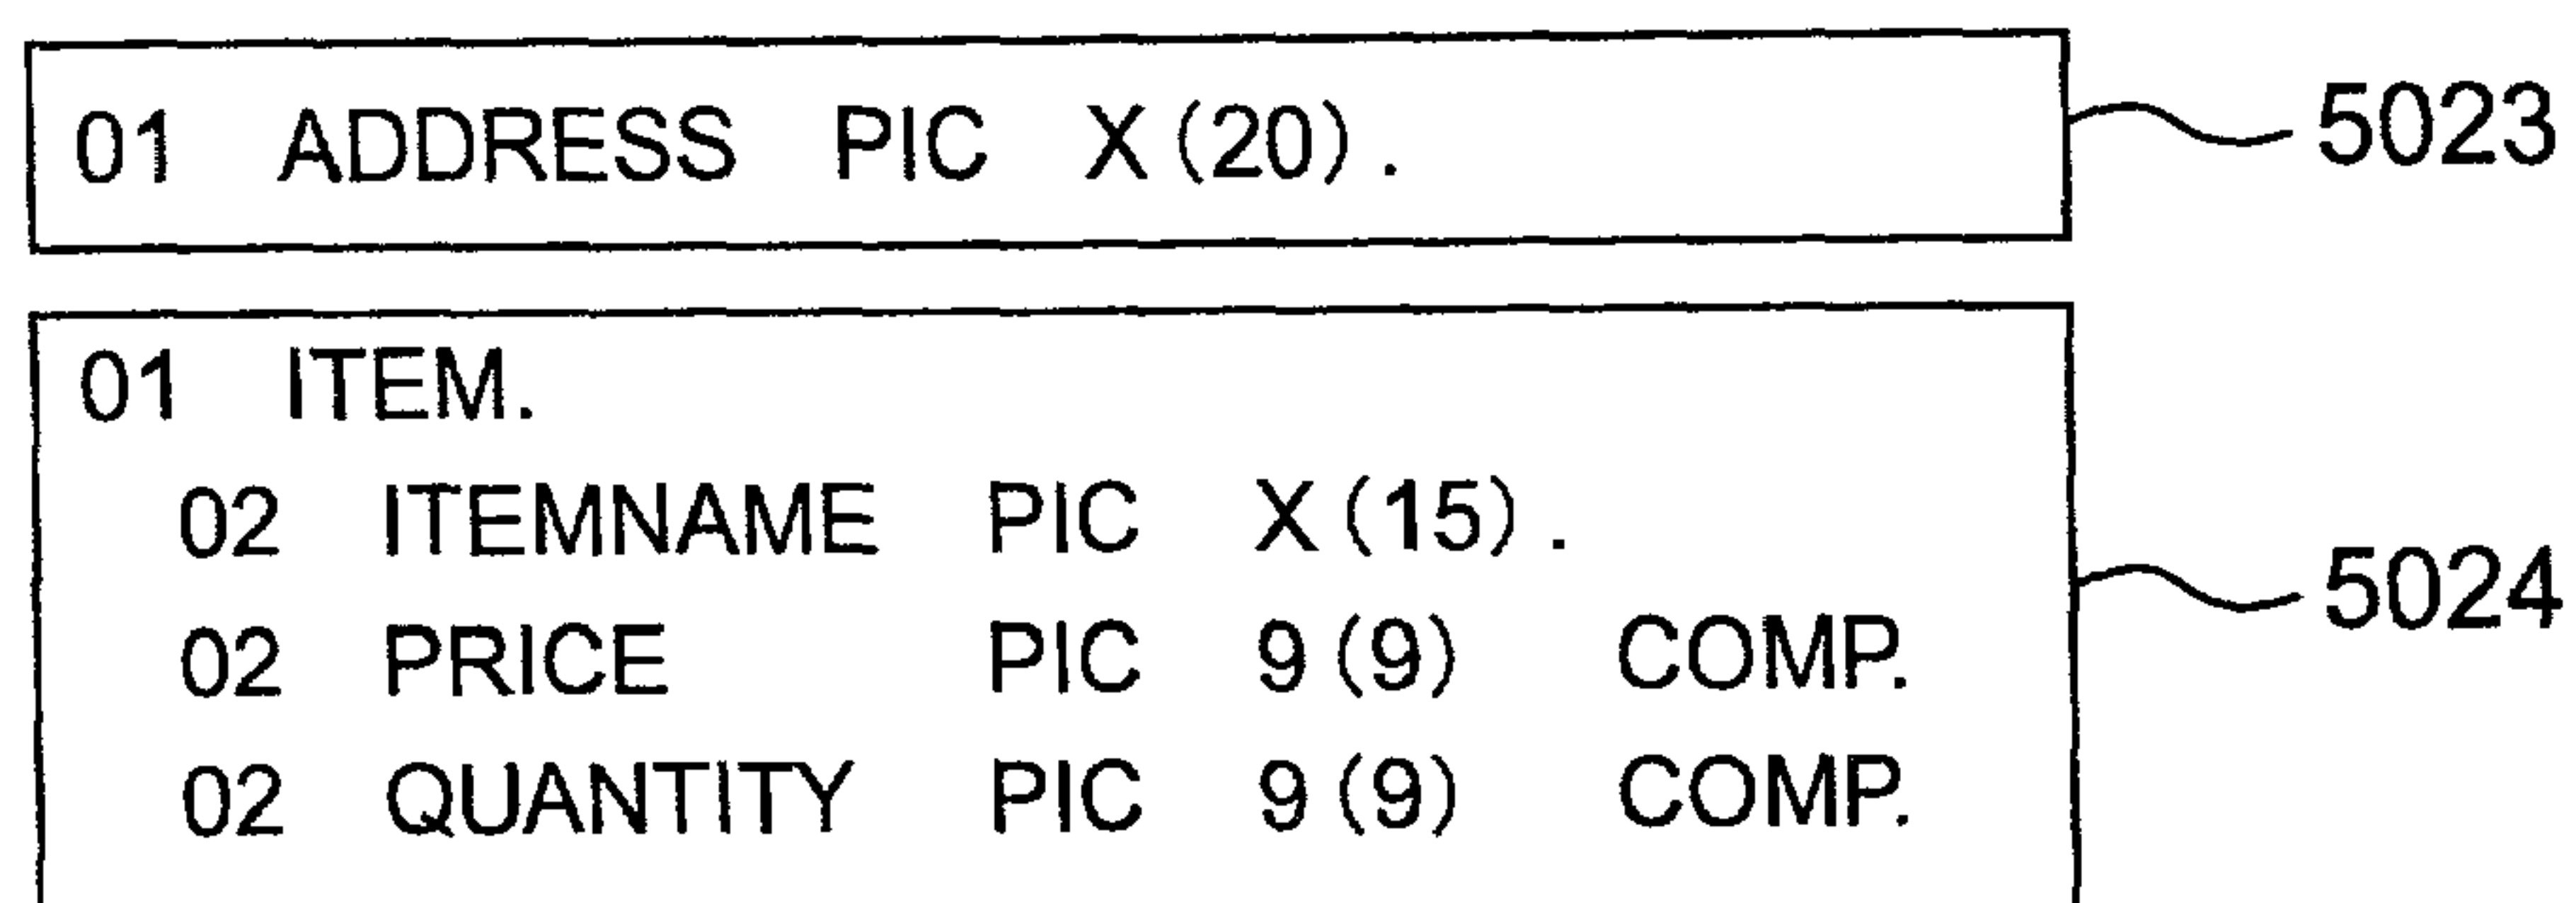 01 ADDRESS PIC X(20).
5023
01 ITEM.
02 ITEMNAME PIC X(15).
5024
02 PRICE PIC 9(9) COMP.
02 QUANTITY PIC 9(9) COMP.